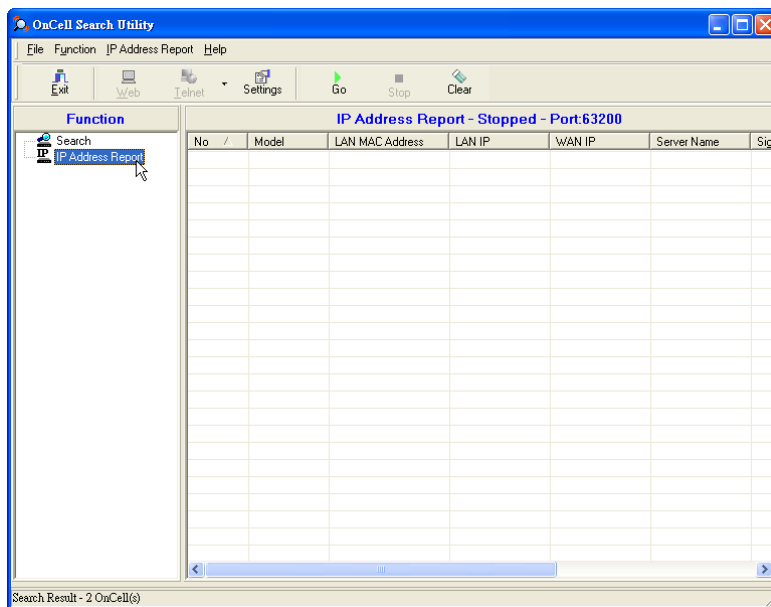 OnCell Search Utility
File Function IP Address Report Help
Exit Web Telnet Settings Go Stop Clear
Function
IP Address Report - Stopped - Port:63200
Search
IP IP Address Report
No Model LAN MAC Address LAN IP WAN IP Server Name Sig
Search Result - 2 OnCell(s)